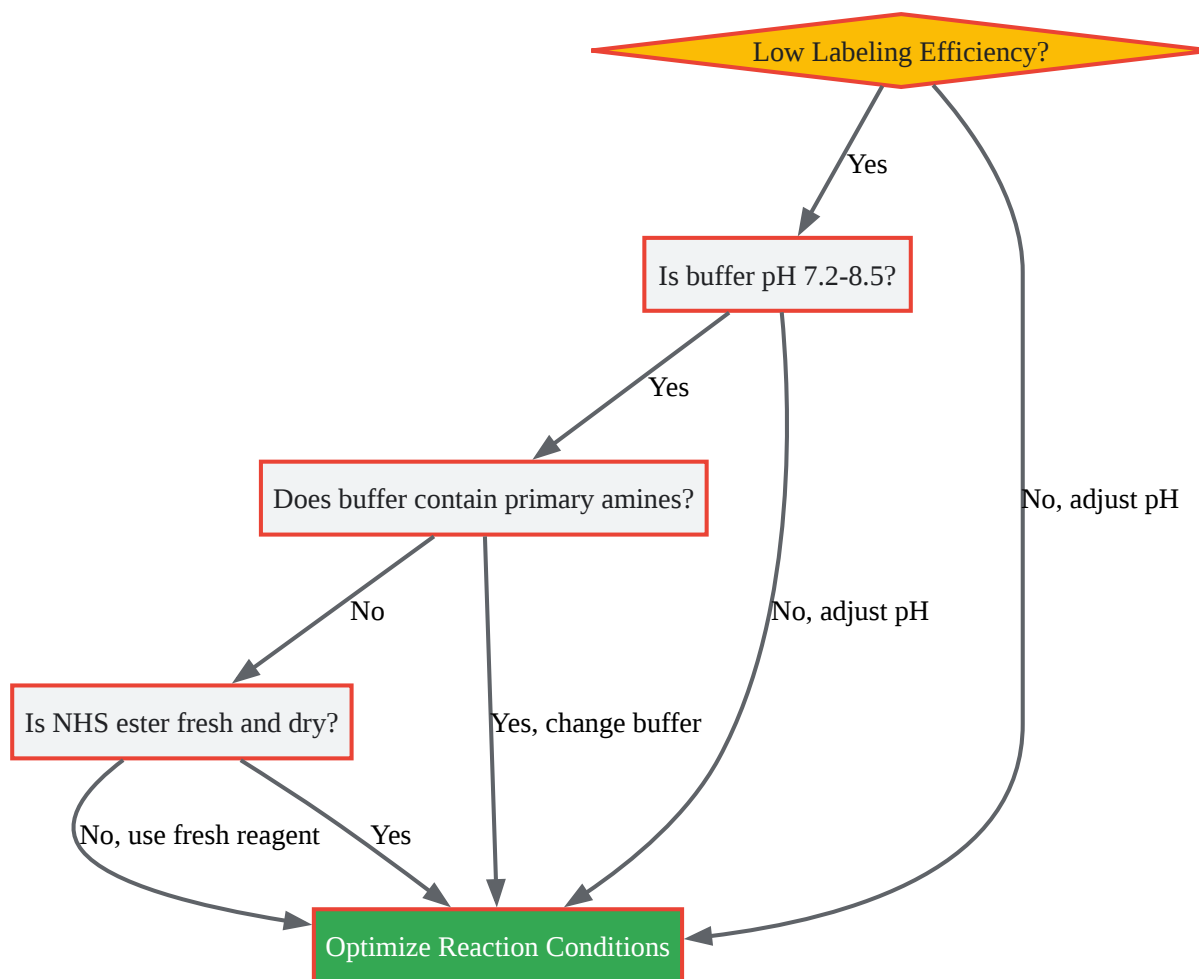 Low Labeling Efficiency?
Yes
Is buffer pH 7.2-8.5?
Yes
Does buffer contain primary amines?
No, adjust pH
No
No, adjust pH
Is NHS ester fresh and dry?
Yes, change buffer
No, use fresh reagent
Yes
Optimize Reaction Conditions